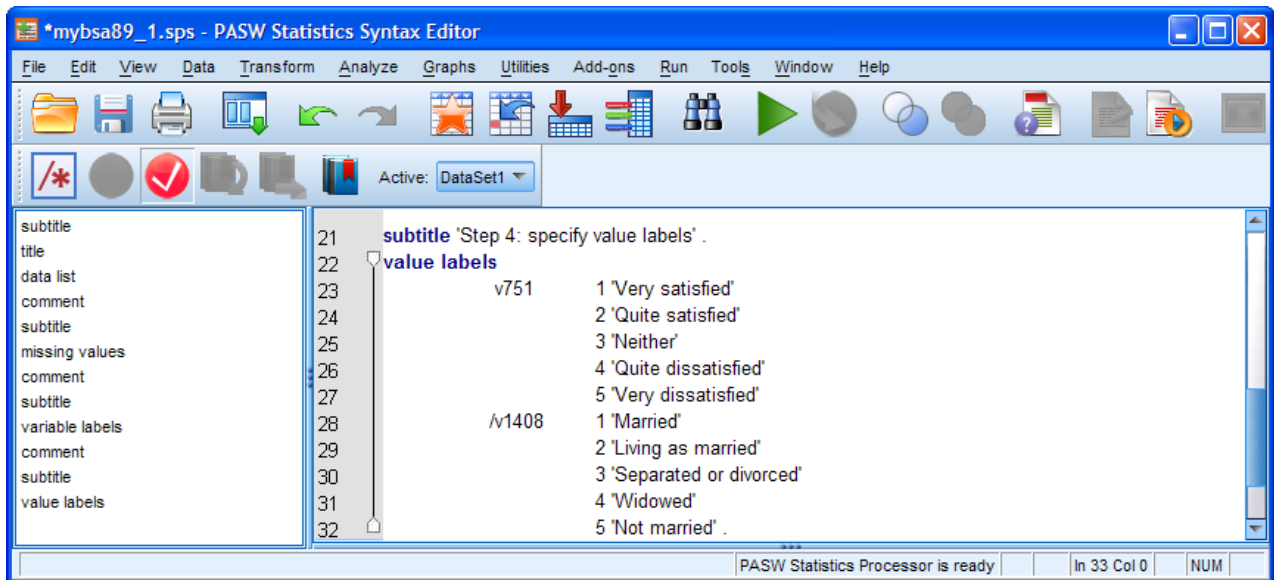 *mybsa89_1.sps - PASW Statistics Syntax Editor
File Edit View Data Transform Analyze Graphs Utilities Add-ons Run Tools Window Help
/* Active: DataSet1
subtitle
title
data list
comment
subtitle
missing values
comment
subtitle
variable labels
comment
subtitle
value labels
21 subtitle 'Step 4: specify value labels' .
22 value labels
23 v751 1 'Very satisfied'
24 2 'Quite satisfied'
25 3 'Neither'
26 4 'Quite dissatisfied'
27 5 'Very dissatisfied'
28 /v1408 1 'Married'
29 2 'Living as married'
30 3 'Separated or divorced'
31 4 'Widowed'
32 5 'Not married' .
PASW Statistics Processor is ready In 33 Col 0 NUM